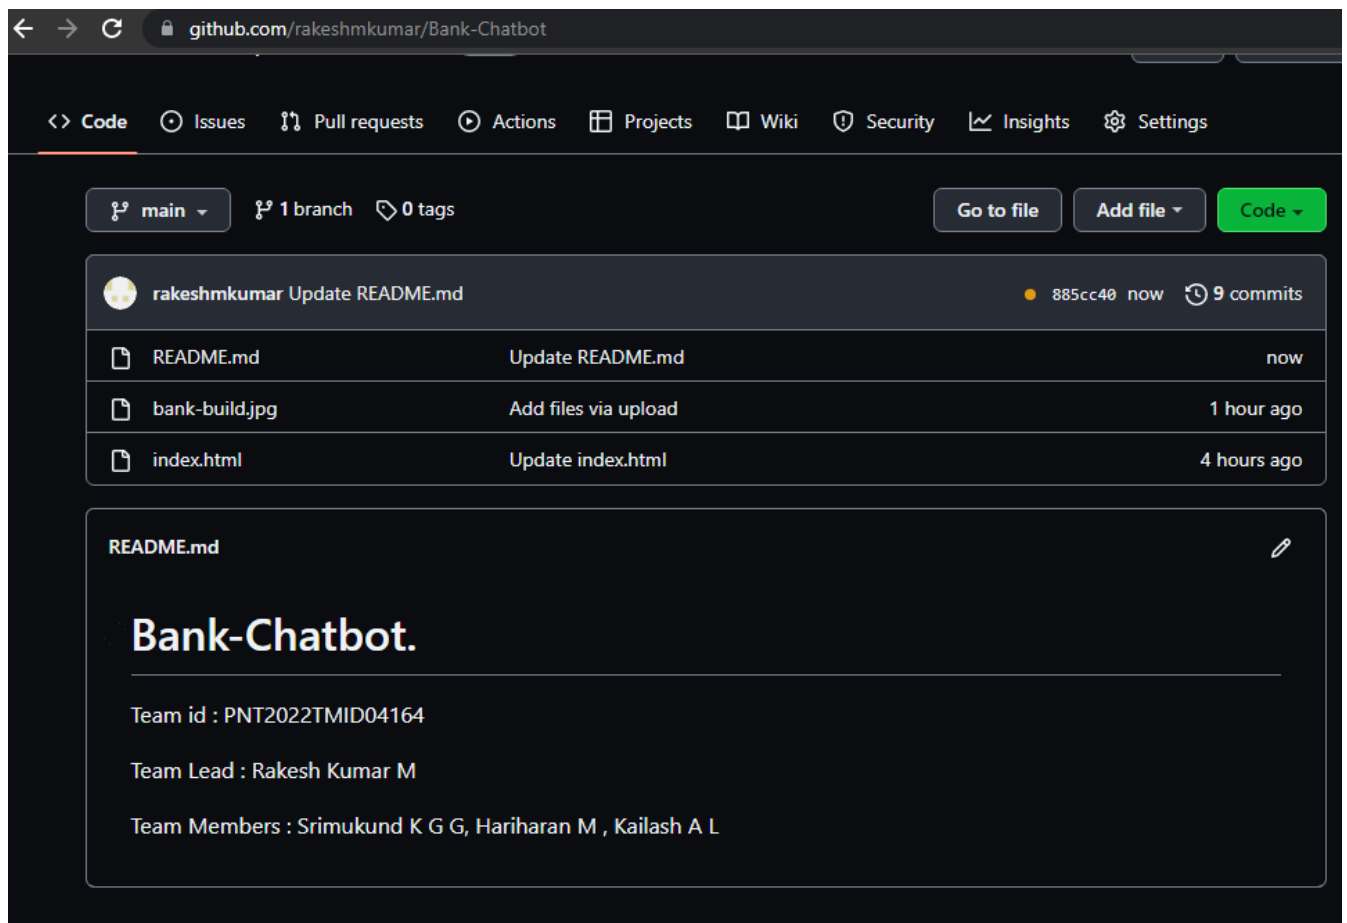 github.com/rakeshmkumar/Bank-Chatbot
<> Code Issues Pull requests Actions Projects Wiki Security Insights Settings
main 1 branch 0 tags Go to file Add file Code
rakeshmkumar Update README.md 885cc40 now 9 commits
README.md Update README.md now
bank-build.jpg Add files via upload 1 hour ago
index.html Update index.html 4 hours ago
README.md
Bank-Chatbot.
Team id : PNT2022TMID04164
Team Lead : Rakesh Kumar M
Team Members : Srimukund K G G, Hariharan M , Kailash A L